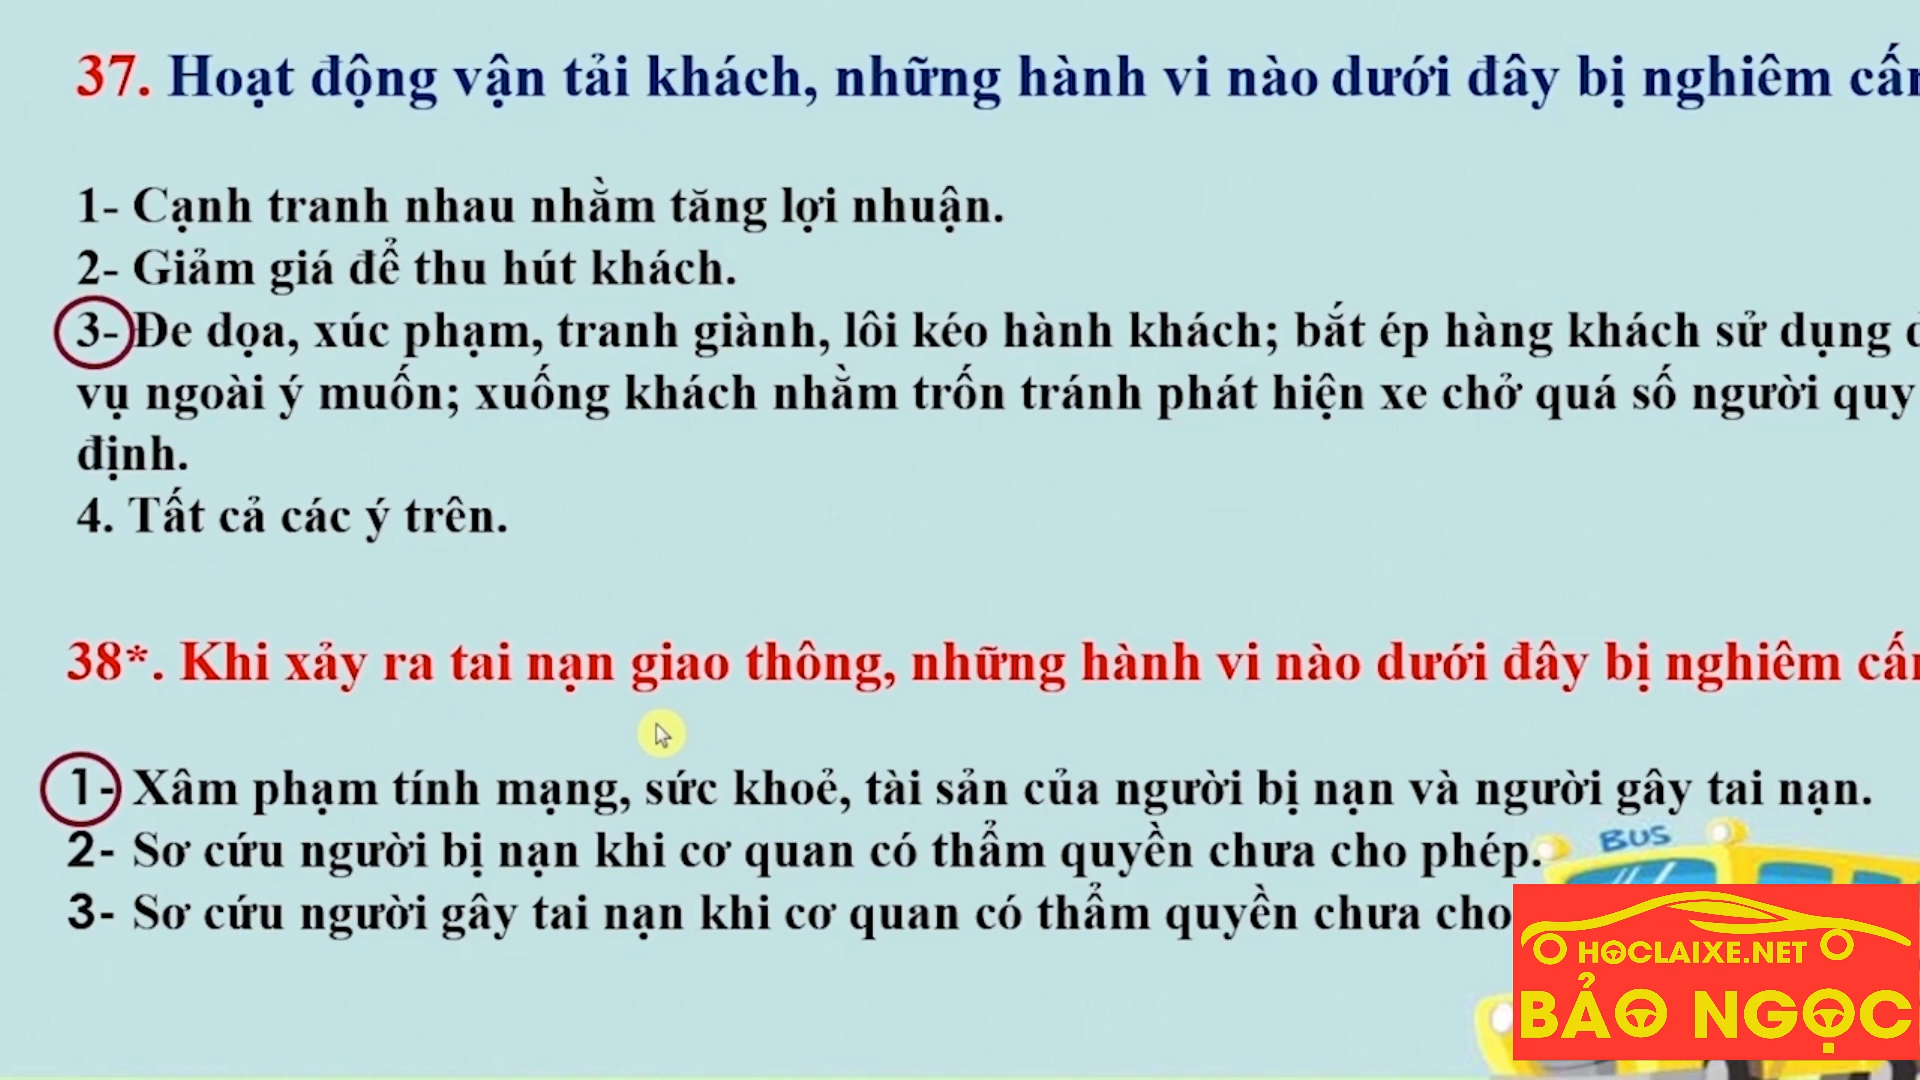 37. Hoạt động vận tải khách, những hành vi nào dưới đây bị nghiêm
1- Cạnh tranh nhau nhằm tăng lợi nhuận.
2- Giảm giá để thu hút khách.
3- Đe dọa, xúc phạm, tranh giành, lôi kéo hành khách; bắt ép hàng khách sử dụng
vụ ngoài ý muốn; xuống khách nhằm trốn tránh phát hiện xe chở quá số người quy
định.
4. Tất cả các ý trên.
38*. Khi xảy ra tai nạn giao thông, những hành vi nào dưới đây bị nghiêm
1- Xâm phạm tính mạng, sức khoẻ, tài sản của người bị nạn và người gây tai nạn.
2- Sơ cứu người bị nạn khi cơ quan có thẩm quyền chưa cho phép.
3- Sơ cứu người gây tai nạn khi cơ quan có thẩm quyền chưa cho
BUS
HOCLAIXE.NET
BẢO NGỌC